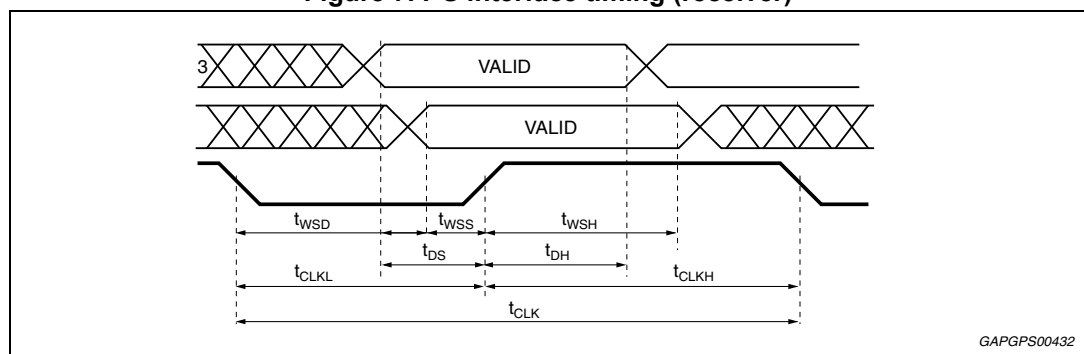 3
VALID
VALID
tWSD
tWSS
tWSH
tDS
tDH
tCLKL
tCLKH
tCLK
GAPGPS00432